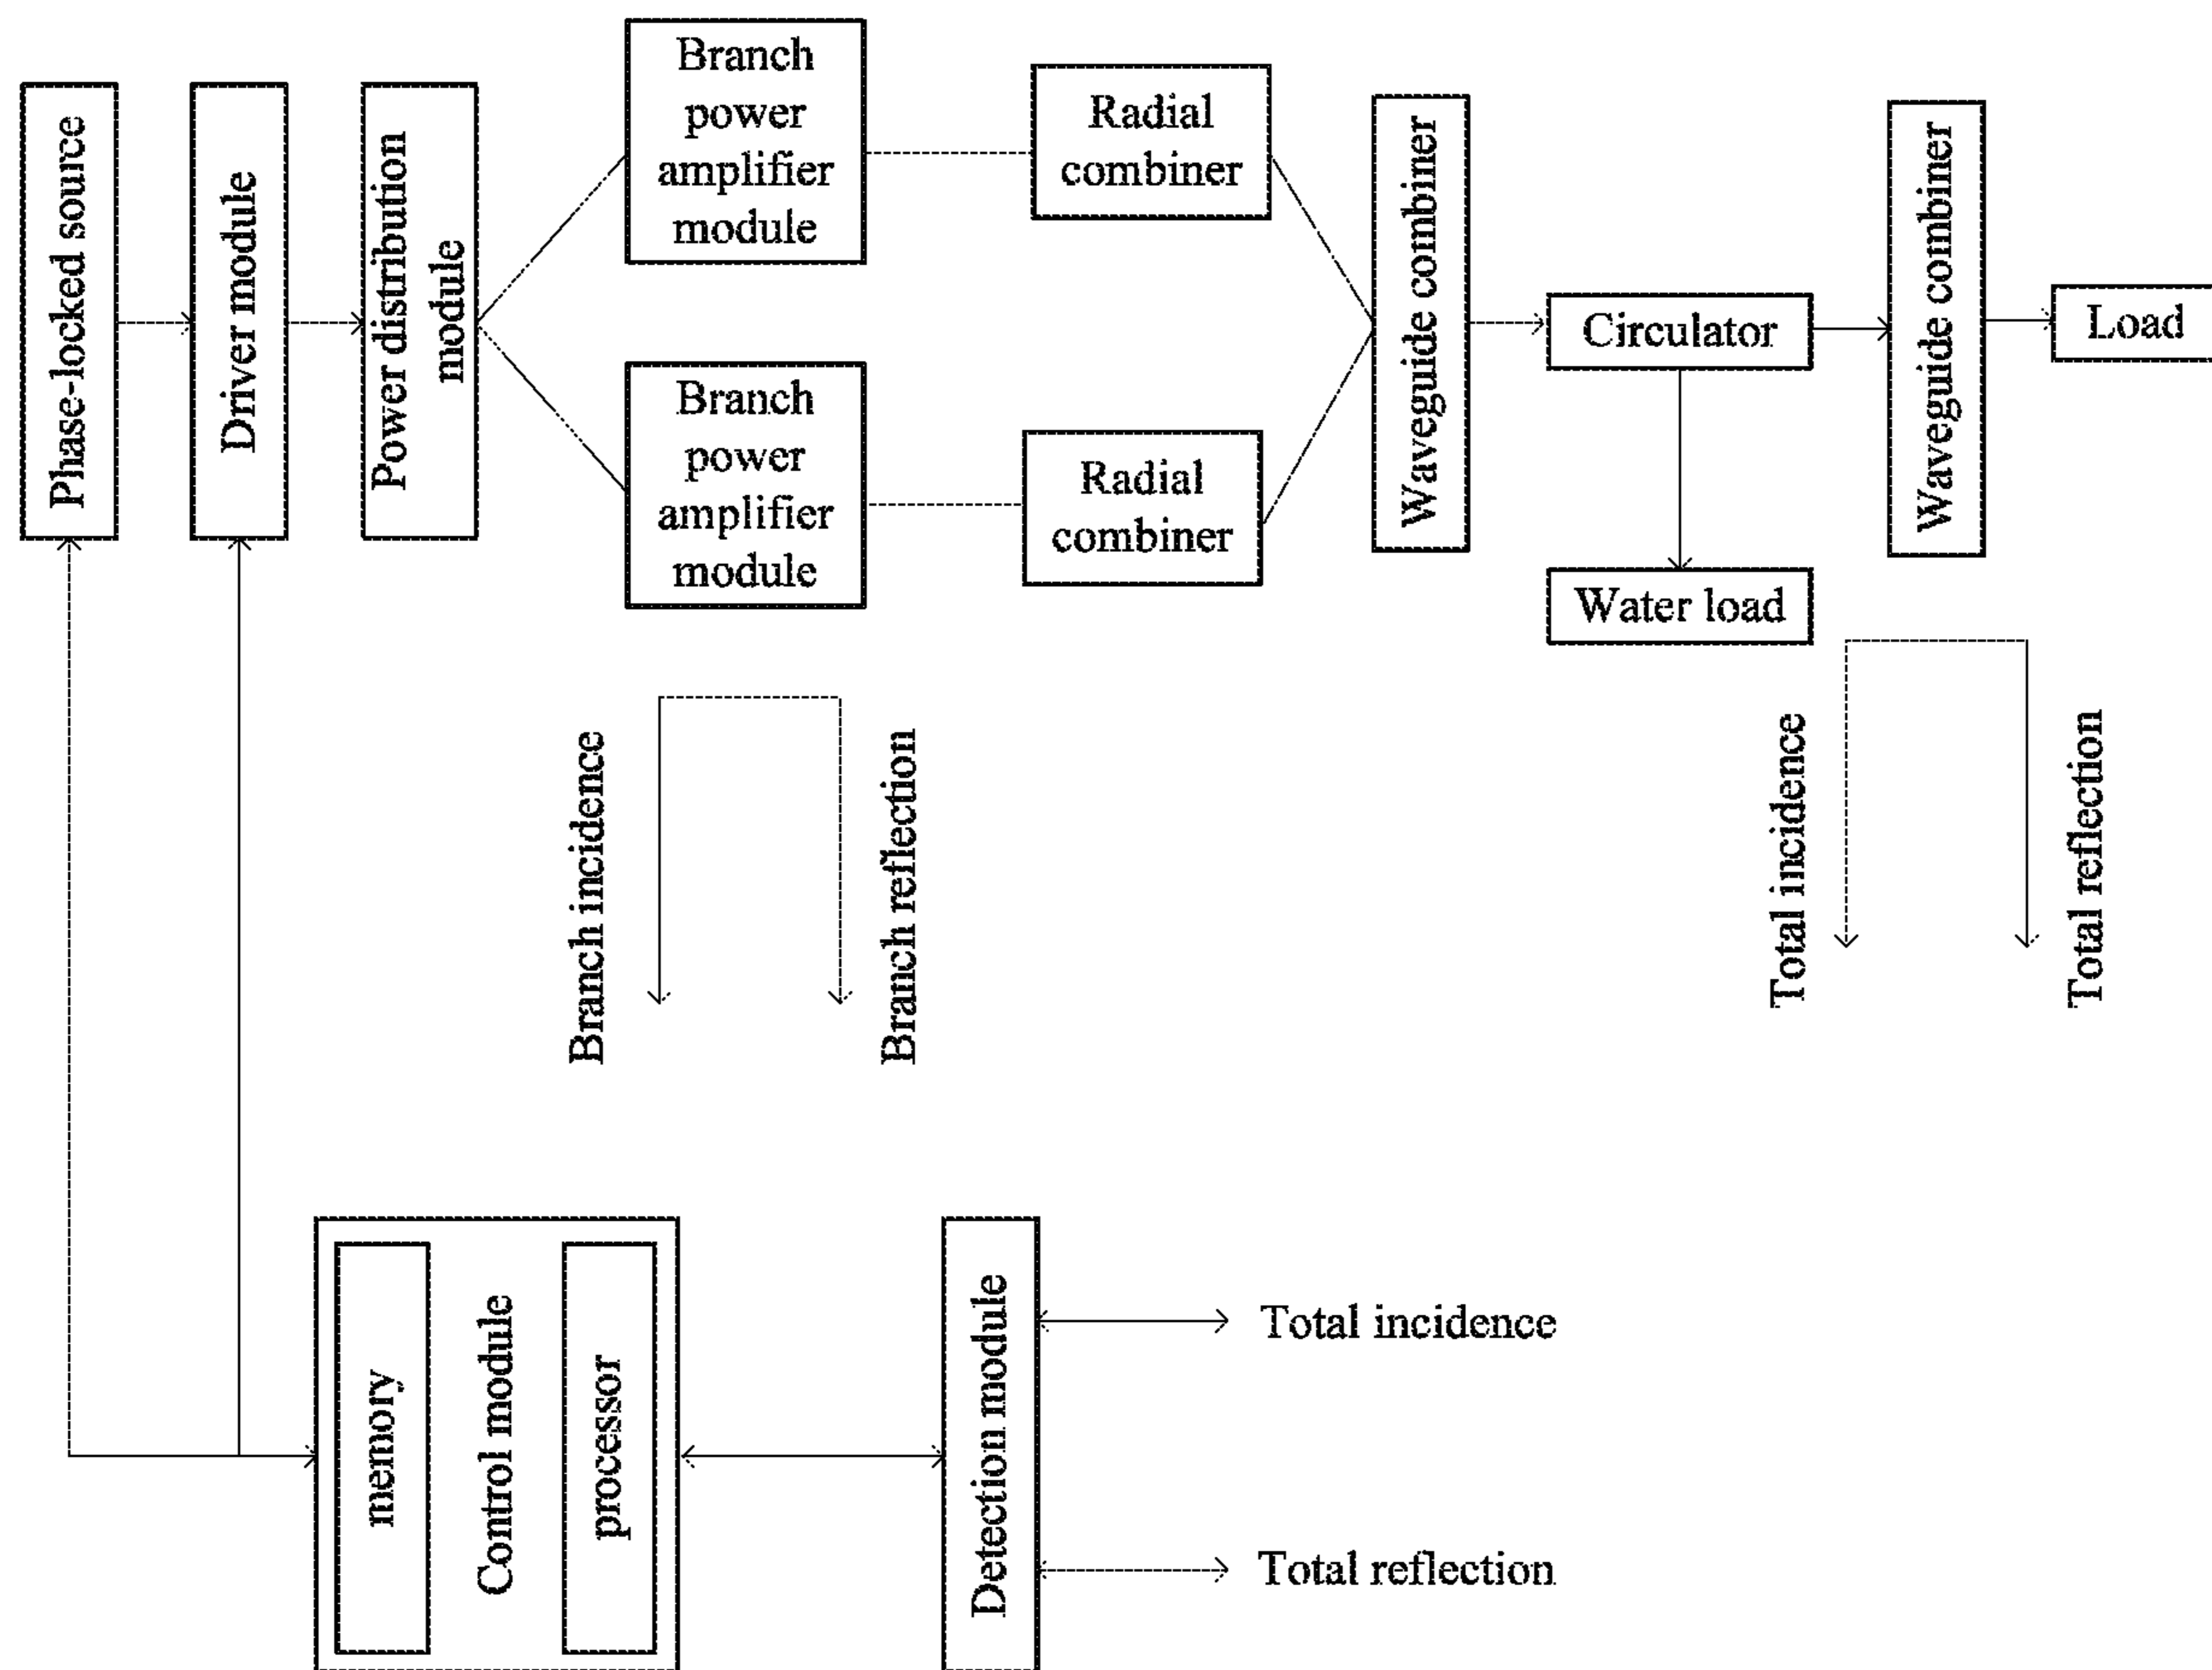 Phase-locked source
Driver module
Power distribution
module
Branch
power
amplifier
module
Radial
combiner
Branch
power
amplifier
module
Radial
combiner
Waveguide combiner
Circulator
Water load
Waveguide combiner
Load
Branch incidence
Branch reflection
Total incidence
Total reflection
memory
Control module
processor
Detection module
Total incidence
Total reflection